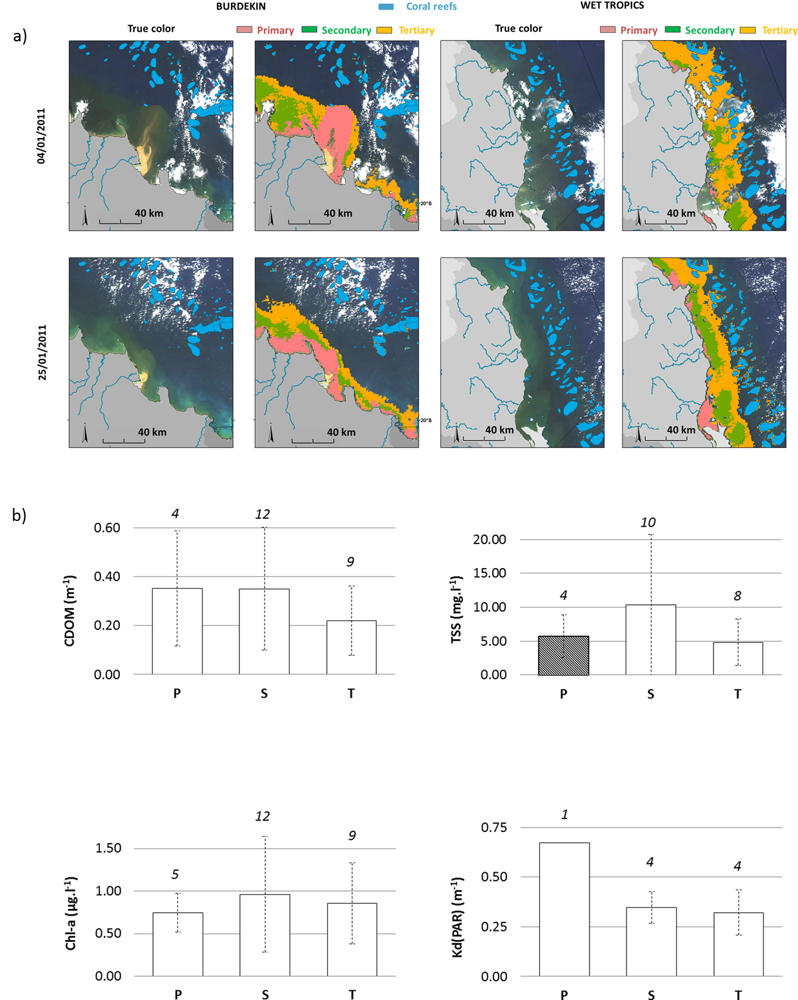 BURDEKIN Coral reefs WET TROPICS
a) True color Primary Secondary Tertiary True color Primary Secondary Tertiary
04/01/2011
40 km 40 km 20°S 40 km 40 km
25/01/2011
40 km 40 km 20°S 40 km 40 km
b)
4 12 9
CDOM (m-1)
0.60
0.40
0.20
0.00
P S T
4 10 8
TSS (mg.l-1)
20.00
15.00
10.00
5.00
0.00
P S T
5 12 9
Chl-a (µg.l-1)
1.50
1.00
0.50
0.00
P S T
1 4 4
Kd(PAR) (m-1)
0.75
0.50
0.25
0.00
P S T